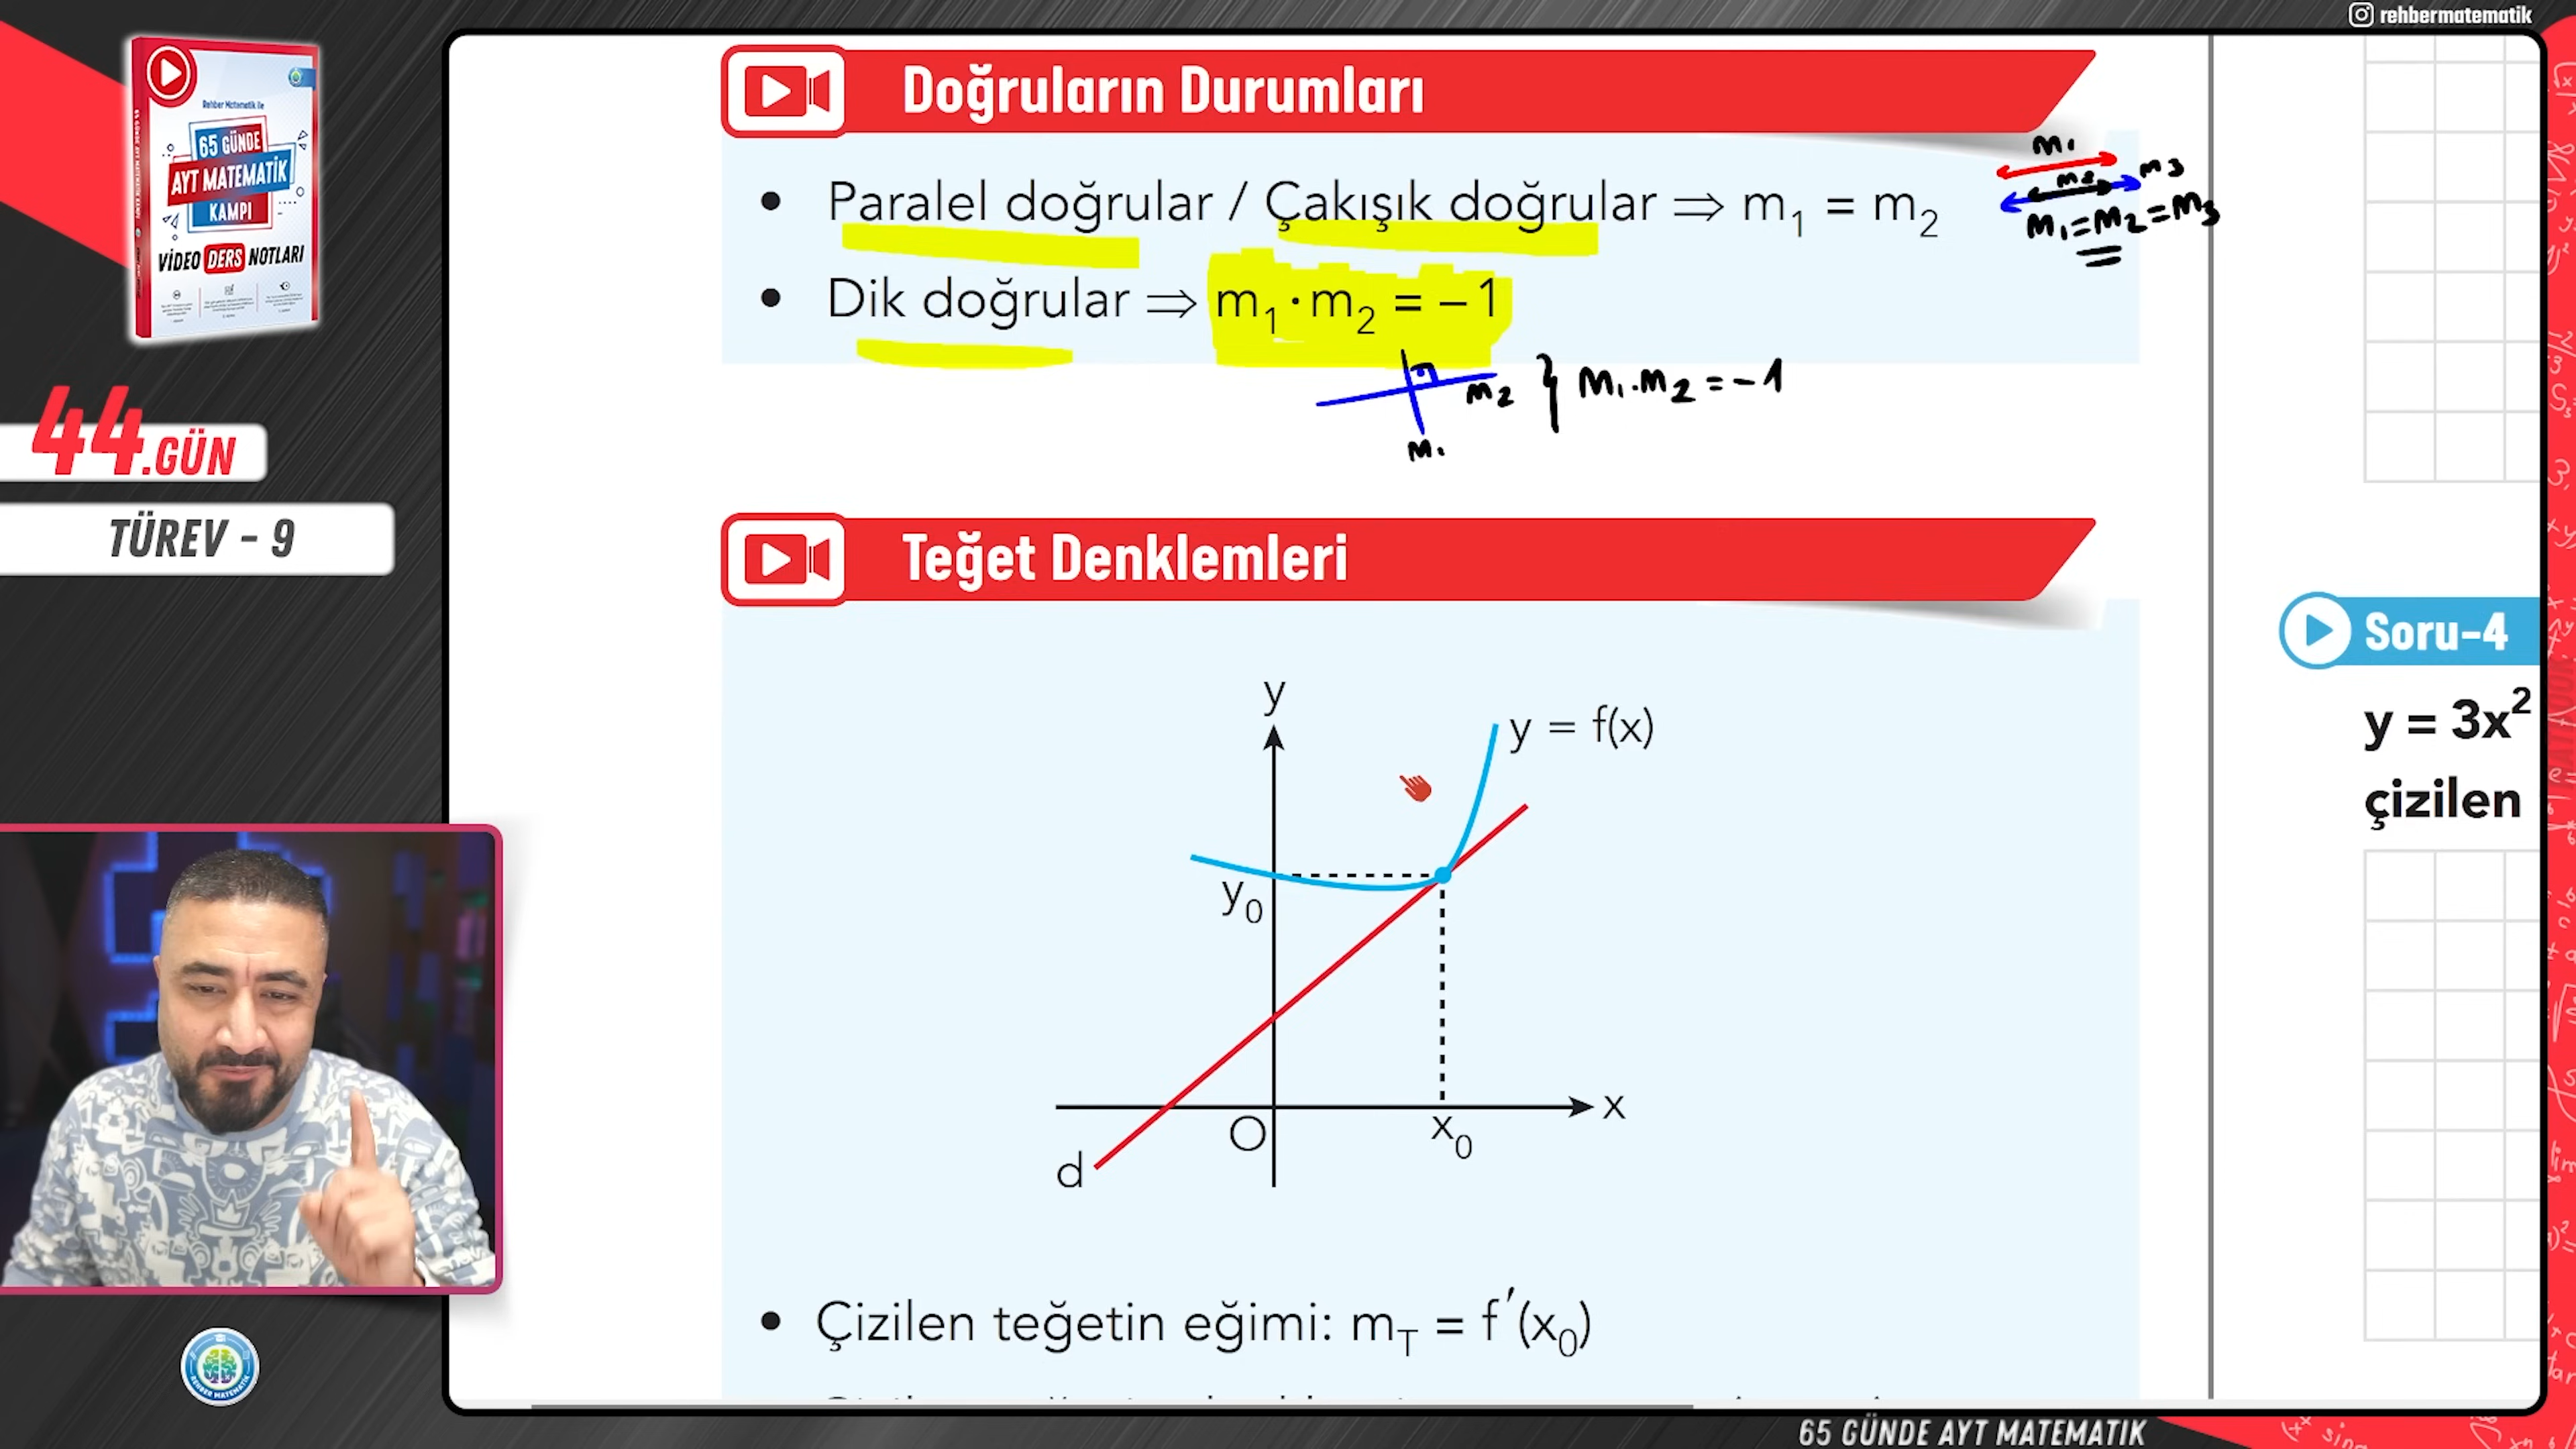 rehbermatematik
Rehber Matematik ile
65 GÜNDE
AYT MATEMATİK
KAMPI
VİDEO DERS NOTLARI
44.GÜN
TÜREV - 9
REHBER MATEMATİK
Doğruların Durumları
• Paralel doğrular / Çakışık doğrular ⇒ m₁ = m₂
m₁
m₂ m₃
m₁=m₂=m₃
• Dik doğrular ⇒ m₁ · m₂ = −1
m₂ } m₁.m₂ = -1
m₁
Teğet Denklemleri
y
y = f(x)
y₀
O
x₀
x
d
• Çizilen teğetin eğimi: m_T = f′(x₀)
Soru-4
y = 3x²
çizilen
65 GÜNDE AYT MATEMATİK